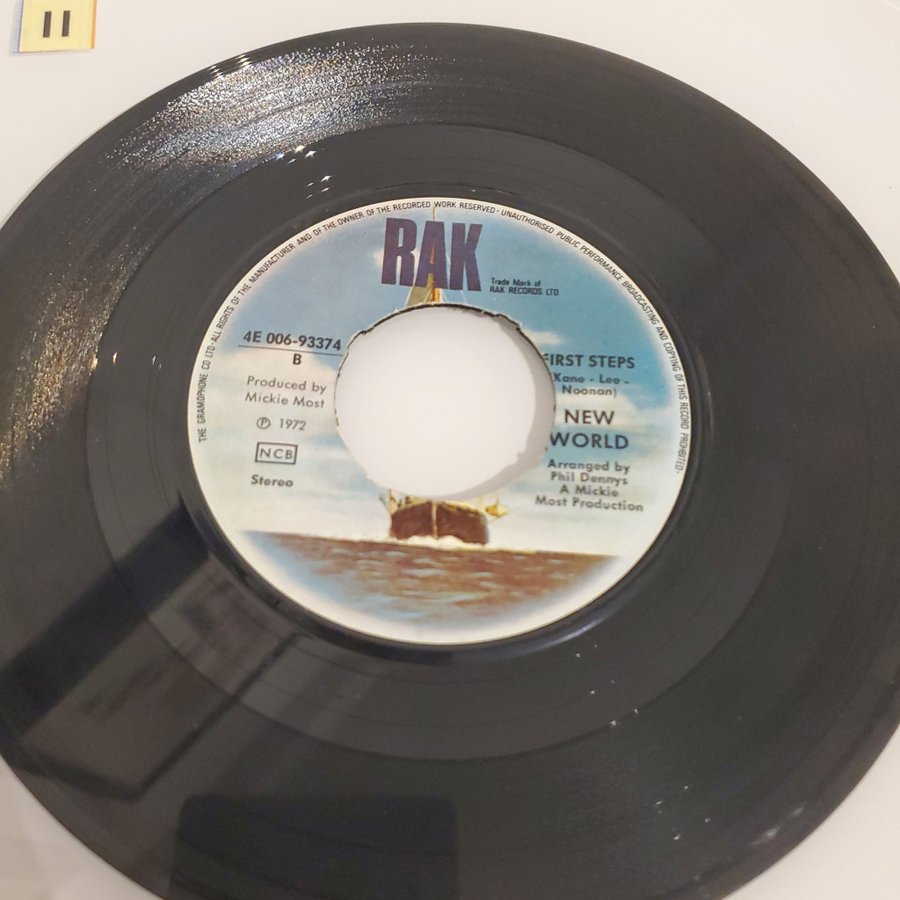 11
THE GRAMOPHONE CO LTD·ALL RIGHTS OF THE MANUFACTURER AND OF THE OWNER OF THE RECORDED WORK RESERVED·UNAUTHORISED PUBLIC PERFORMANCE BROADCASTING AND COPYING OF THIS RECORD PROHIBITED·
RAK
Trade Mark of
RAK RECORDS LTD
4E 006-93374
B
Produced by
Mickie Most
Ⓟ 1972
NCB
Stereo
FIRST STEPS
(Kane - Lee -
Noonan)
NEW
WORLD
Arranged by
Phil Dennys
A Mickie
Most Production